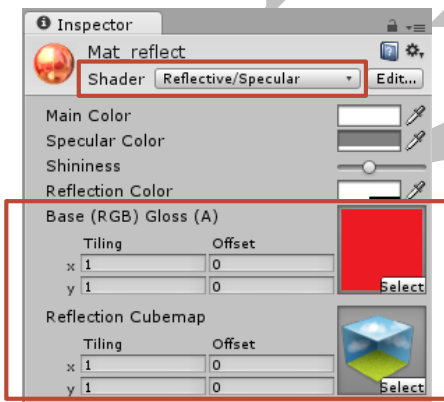 Inspector
Mat_reflect
Shader Reflective/Specular Edit...
Main Color
Specular Color
Shininess
Reflection Color
Base (RGB) Gloss (A)
Tiling Offset
x 1 0
y 1 0
Select
Reflection Cubemap
Tiling Offset
x 1 0
y 1 0
Select